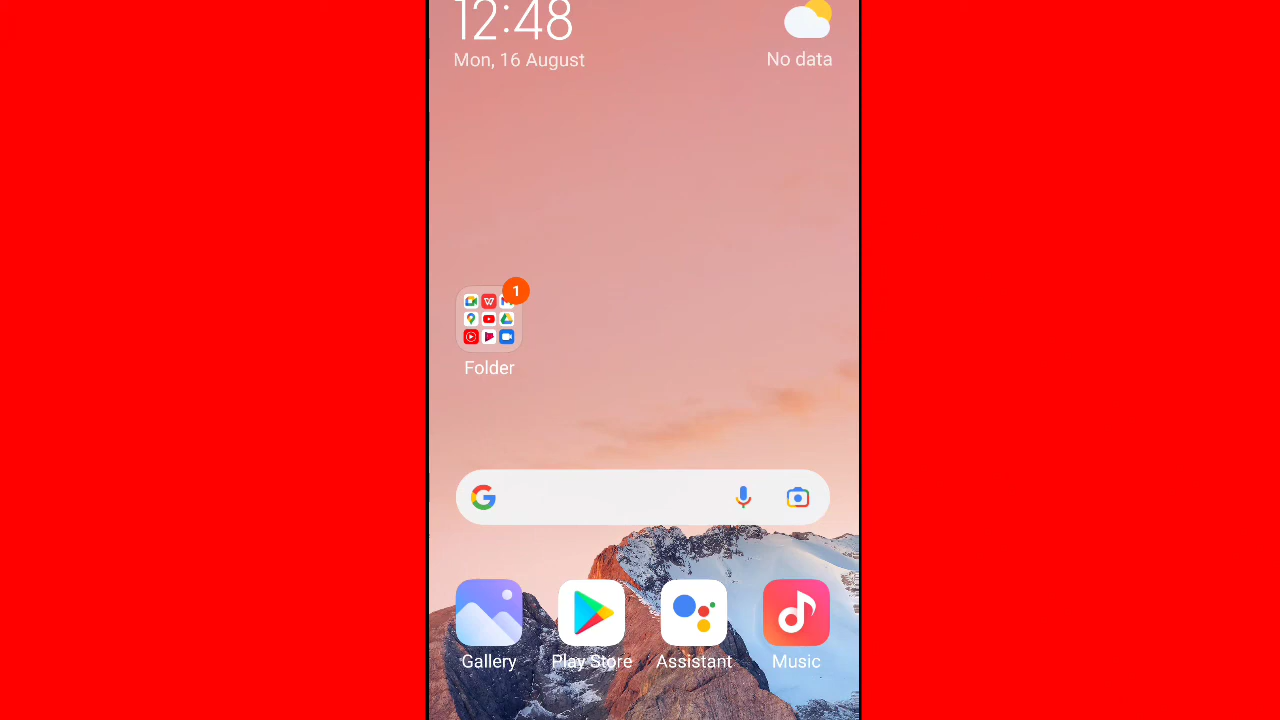 12:48
Mon, 16 August
No data
1
Folder
Gallery
Play Store
Assistant
Music